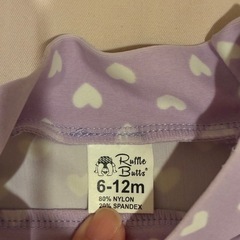 Ruffle
Butts®
6-12m
80% NYLON
20% SPANDEX